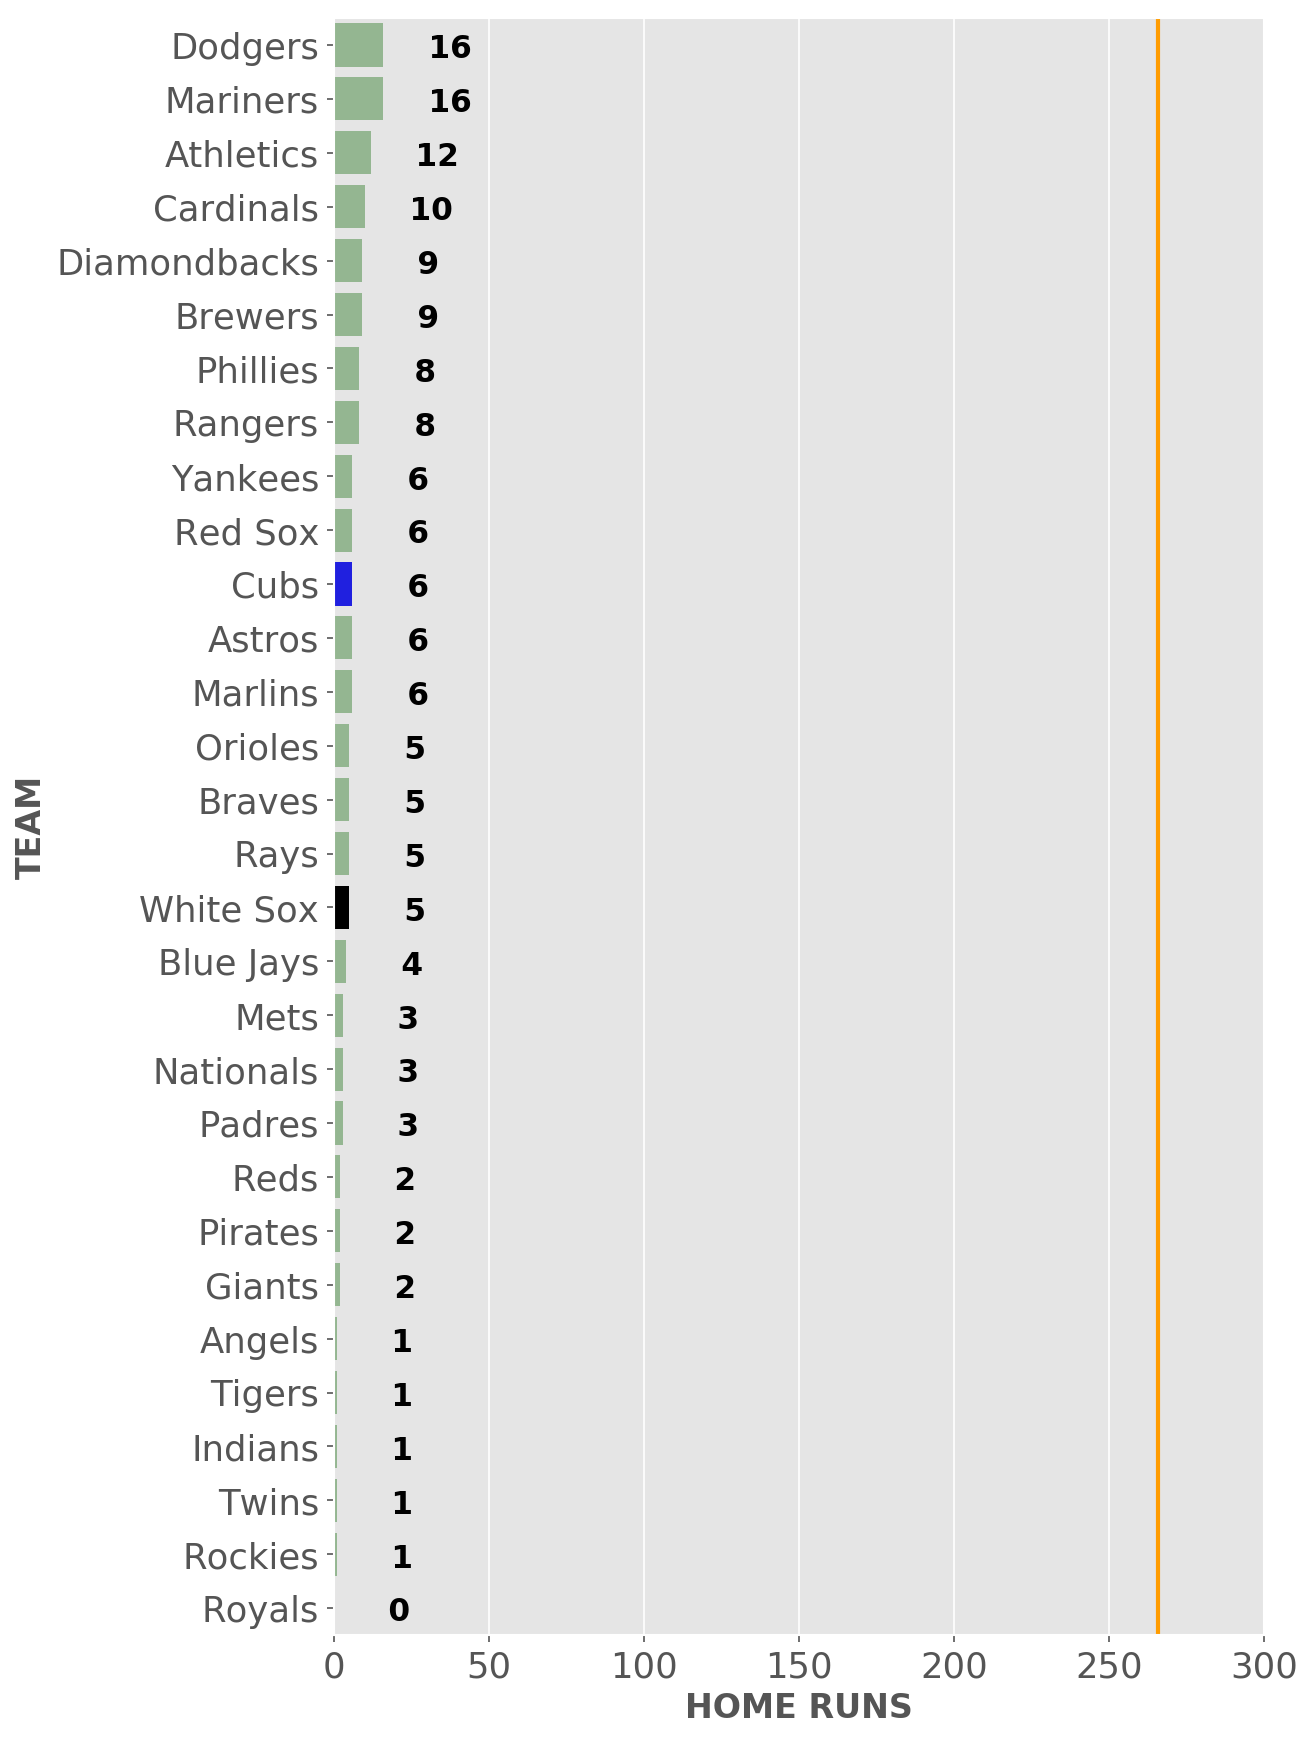 Dodgers 16
Mariners 16
Athletics 12
Cardinals 10
Diamondbacks 9
Brewers 9
Phillies 8
Rangers 8
Yankees 6
Red Sox 6
Cubs 6
Astros 6
Marlins 6
Orioles 5
Braves 5
Rays 5
White Sox 5
Blue Jays 4
Mets 3
Nationals 3
Padres 3
Reds 2
Pirates 2
Giants 2
Angels 1
Tigers 1
Indians 1
Twins 1
Rockies 1
Royals 0
TEAM
0 50 100 150 200 250 300
HOME RUNS